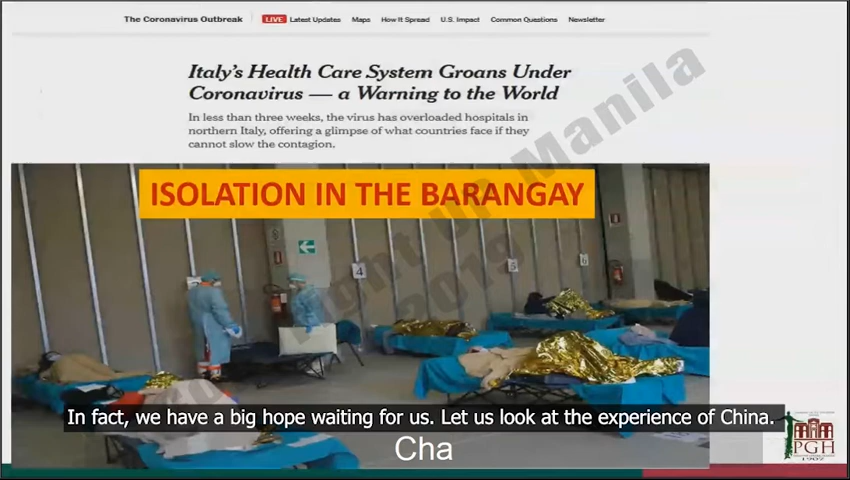 The Coronavirus Outbreak LIVE Latest Updates Maps How It Spread U.S. Impact Common Questions Newsletter
Italy's Health Care System Groans Under
Coronavirus — a Warning to the World
In less than three weeks, the virus has overloaded hospitals in
northern Italy, offering a glimpse of what countries face if they
cannot slow the contagion.
ISOLATION IN THE BARANGAY
4
5
6
UP Manila
2019
In fact, we have a big hope waiting for us. Let us look at the experience of China.
Cha
PGH
1907